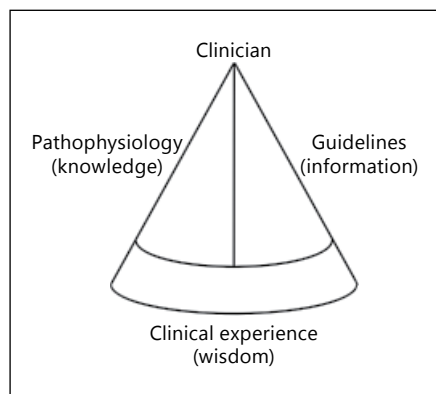 Clinician
Pathophysiology
(knowledge)
Guidelines
(information)
Clinical experience
(wisdom)